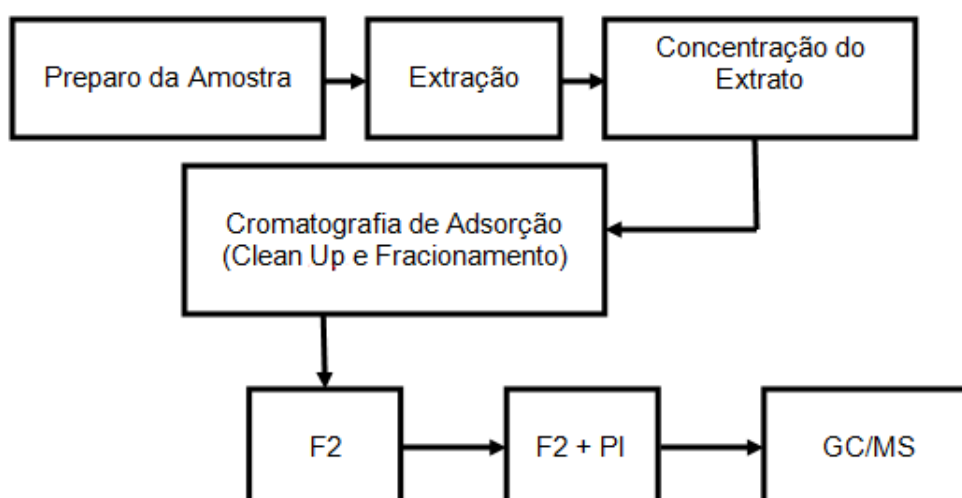 Preparo da Amostra
Extração
Concentração do
Extrato
Cromatografia de Adsorção
(Clean Up e Fracionamento)
F2
F2 + PI
GC/MS